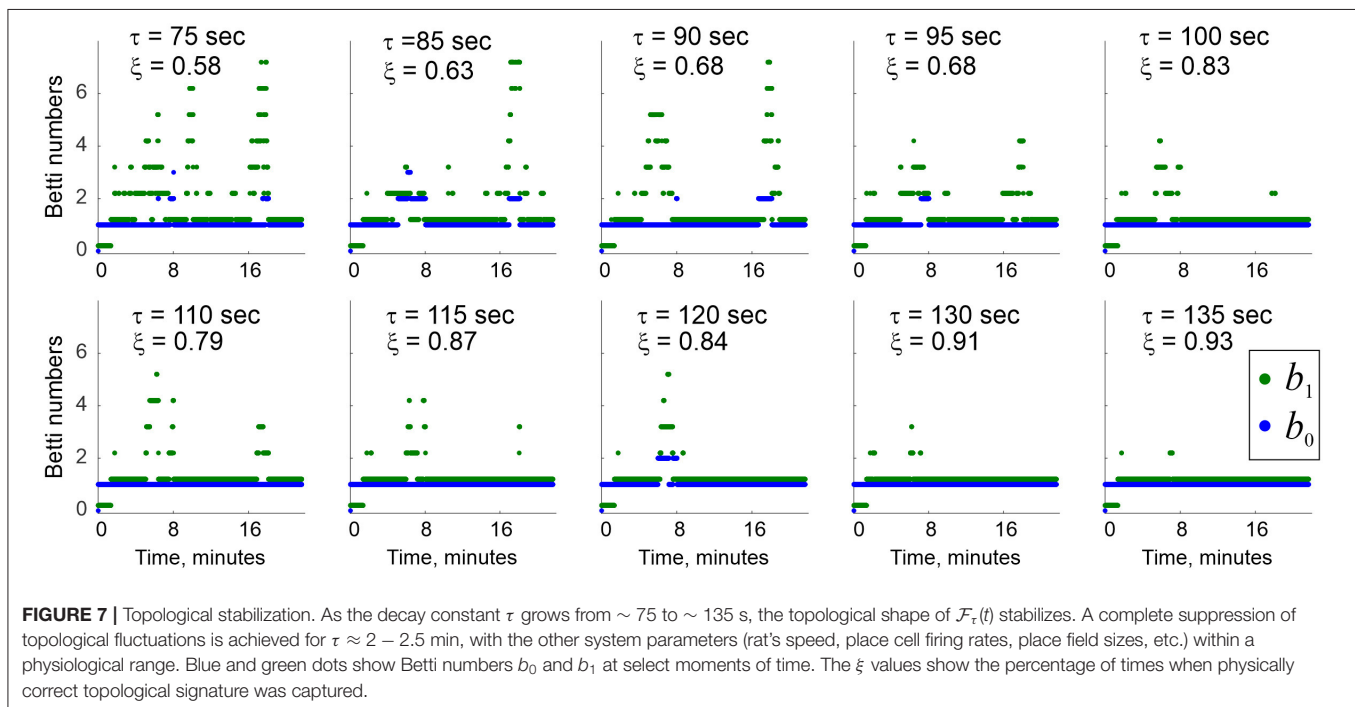 τ = 75 sec
ξ = 0.58
τ =85 sec
ξ = 0.63
τ = 90 sec
ξ = 0.68
τ = 95 sec
ξ = 0.68
τ = 100 sec
ξ = 0.83
Betti numbers
6
4
2
0
0 8 16
0 8 16
0 8 16
0 8 16
0 8 16
τ = 110 sec
ξ = 0.79
τ = 115 sec
ξ = 0.87
τ = 120 sec
ξ = 0.84
τ = 130 sec
ξ = 0.91
τ = 135 sec
ξ = 0.93
Betti numbers
6
4
2
0
b₁
b₀
0 8 16
0 8 16
0 8 16
0 8 16
0 8 16
Time, minutes
Time, minutes
Time, minutes
Time, minutes
Time, minutes
FIGURE 7 | Topological stabilization. As the decay constant τ grows from ∼ 75 to ∼ 135 s, the topological shape of ℱτ(t) stabilizes. A complete suppression of
topological fluctuations is achieved for τ ≈ 2 − 2.5 min, with the other system parameters (rat's speed, place cell firing rates, place field sizes, etc.) within a
physiological range. Blue and green dots show Betti numbers b₀ and b₁ at select moments of time. The ξ values show the percentage of times when physically
correct topological signature was captured.